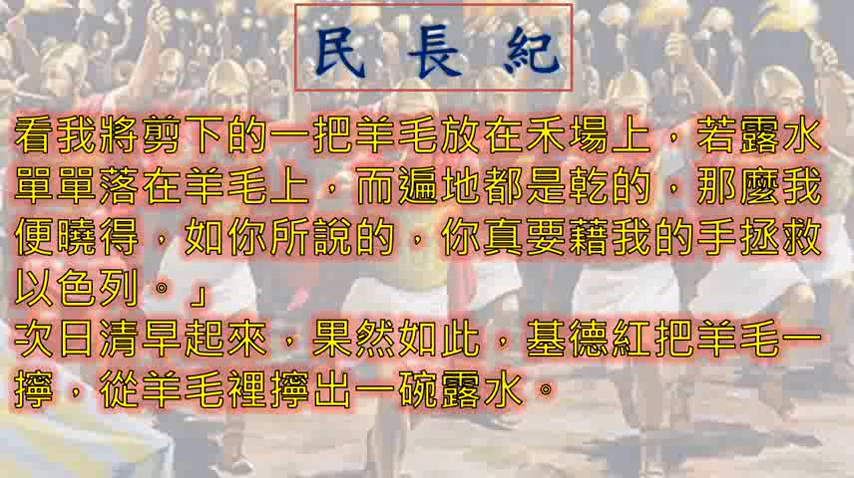 民長紀
看我將剪下的一把羊毛放在禾場上，若露水
單單落在羊毛上，而遍地都是乾的，那麼我
便曉得，如你所說的，你真要藉我的手拯救
以色列。」
次日清早起來，果然如此，基德紅把羊毛一
擰，從羊毛裡擰出一碗露水。